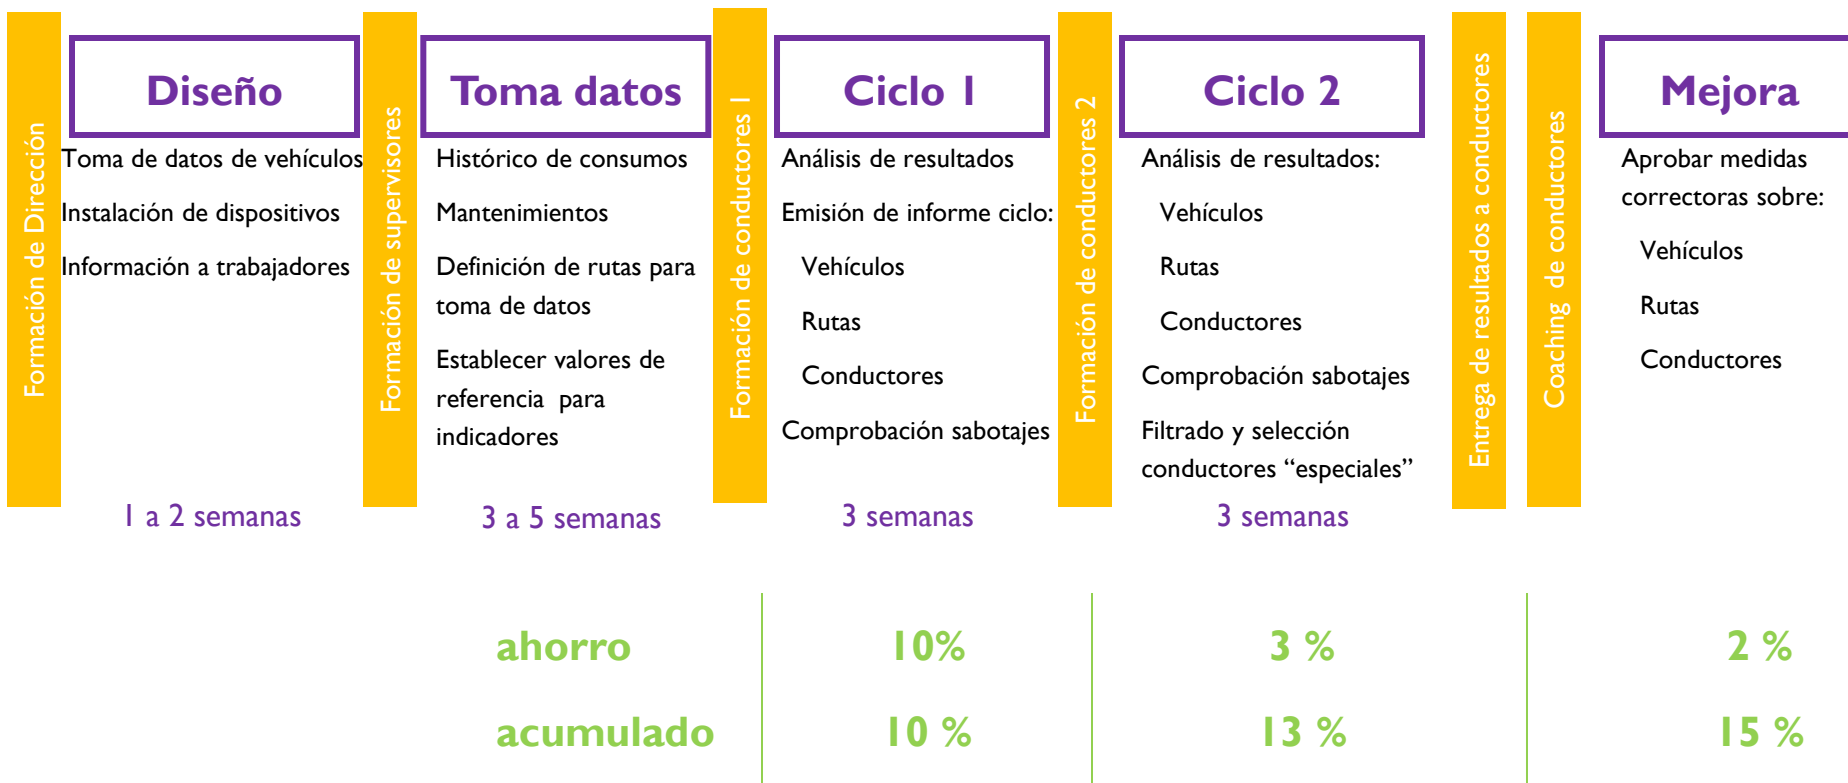 Formación de Dirección
Diseño
Toma de datos de vehículos
Instalación de dispositivos
Información a trabajadores
1 a 2 semanas
Formación de supervisores
Toma datos
Histórico de consumos
Mantenimientos
Definición de rutas para
toma de datos
Establecer valores de
referencia para
indicadores
3 a 5 semanas
Formación de conductores 1
Ciclo 1
Análisis de resultados
Emisión de informe ciclo:
Vehículos
Rutas
Conductores
Comprobación sabotajes
3 semanas
Formación de conductores 2
Ciclo 2
Análisis de resultados:
Vehículos
Rutas
Conductores
Comprobación sabotajes
Filtrado y selección
conductores “especiales”
3 semanas
Entrega de resultados a conductores
Coaching de conductores
Mejora
Aprobar medidas
correctoras sobre:
Vehículos
Rutas
Conductores
ahorro 10% 3 % 2 %
acumulado 10 % 13 % 15 %